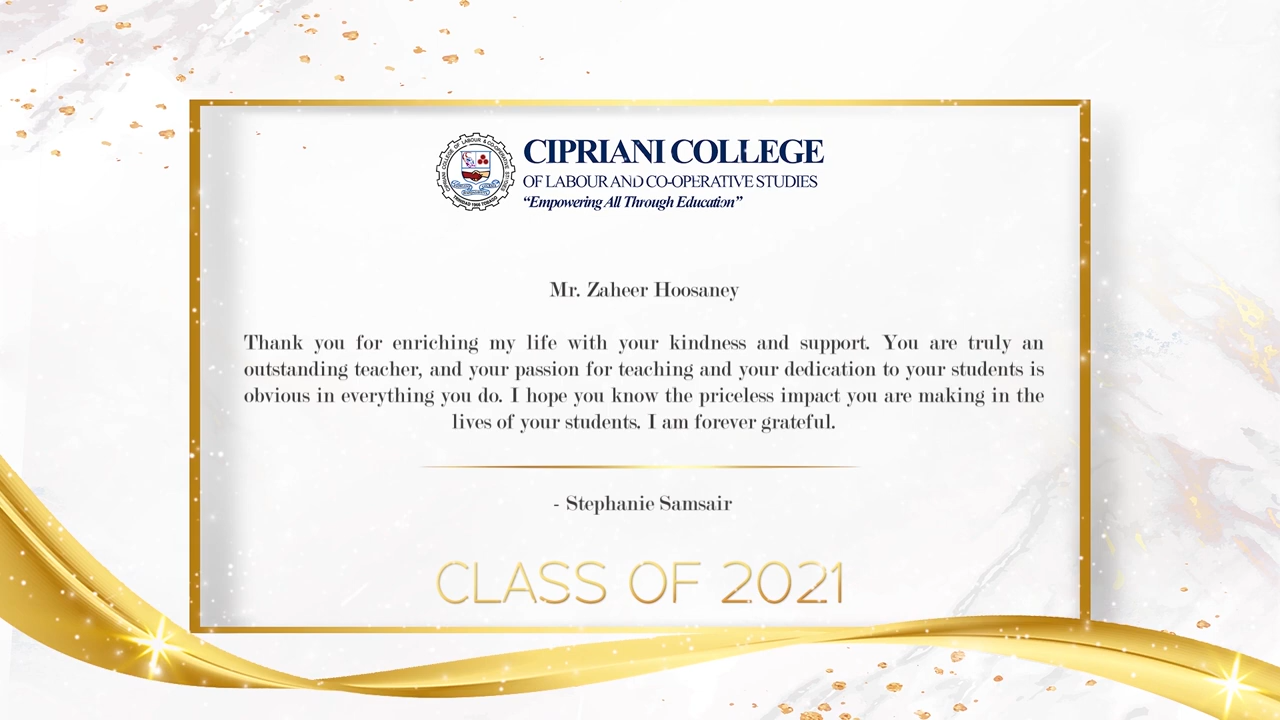 CIPRIANI COLLEGE
OF LABOUR AND CO-OPERATIVE STUDIES
“Empowering All Through Education”
Mr. Zaheer Hoosaney
Thank you for enriching my life with your kindness and support. You are truly an
outstanding teacher, and your passion for teaching and your dedication to your students is
obvious in everything you do. I hope you know the priceless impact you are making in the
lives of your students. I am forever grateful.
- Stephanie Samsair
CLASS OF 2021